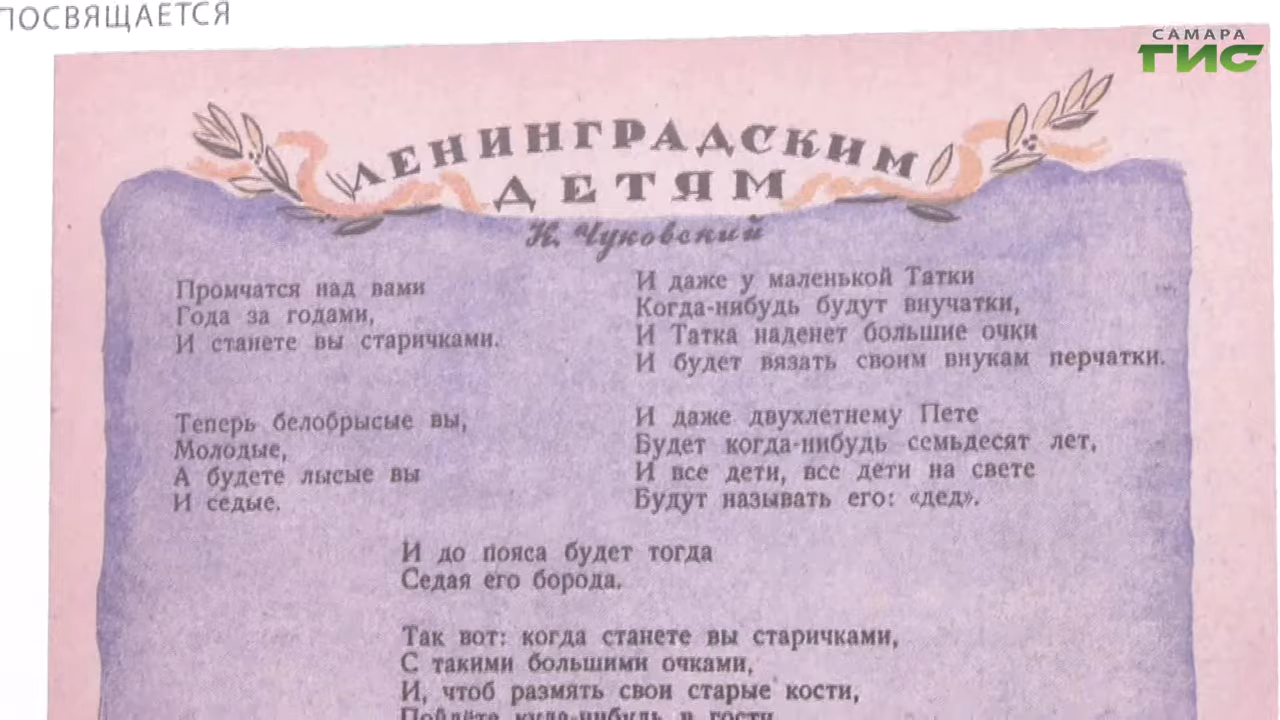 ПОСВЯЩАЕТСЯ
САМАРА
ГИС
ЛЕНИНГРАДСКИМ
ДЕТЯМ
К. Чуковский
Промчатся над вами
Года за годами,
И станете вы старичками.
Теперь белобрысые вы,
Молодые,
А будете лысые вы
И седые.
И даже у маленькой Татки
Когда-нибудь будут внучатки,
И Татка наденет большие очки
И будет вязать своим внукам перчатки.
И даже двухлетнему Пете
Будет когда-нибудь семьдесят лет,
И все дети, все дети на свете
Будут называть его: «дед».
И до пояса будет тогда
Седая его борода.
Так вот: когда станете вы старичками,
С такими большими очками,
И, чтоб размять свои старые кости,
Пойдёте куда-нибудь в гости,